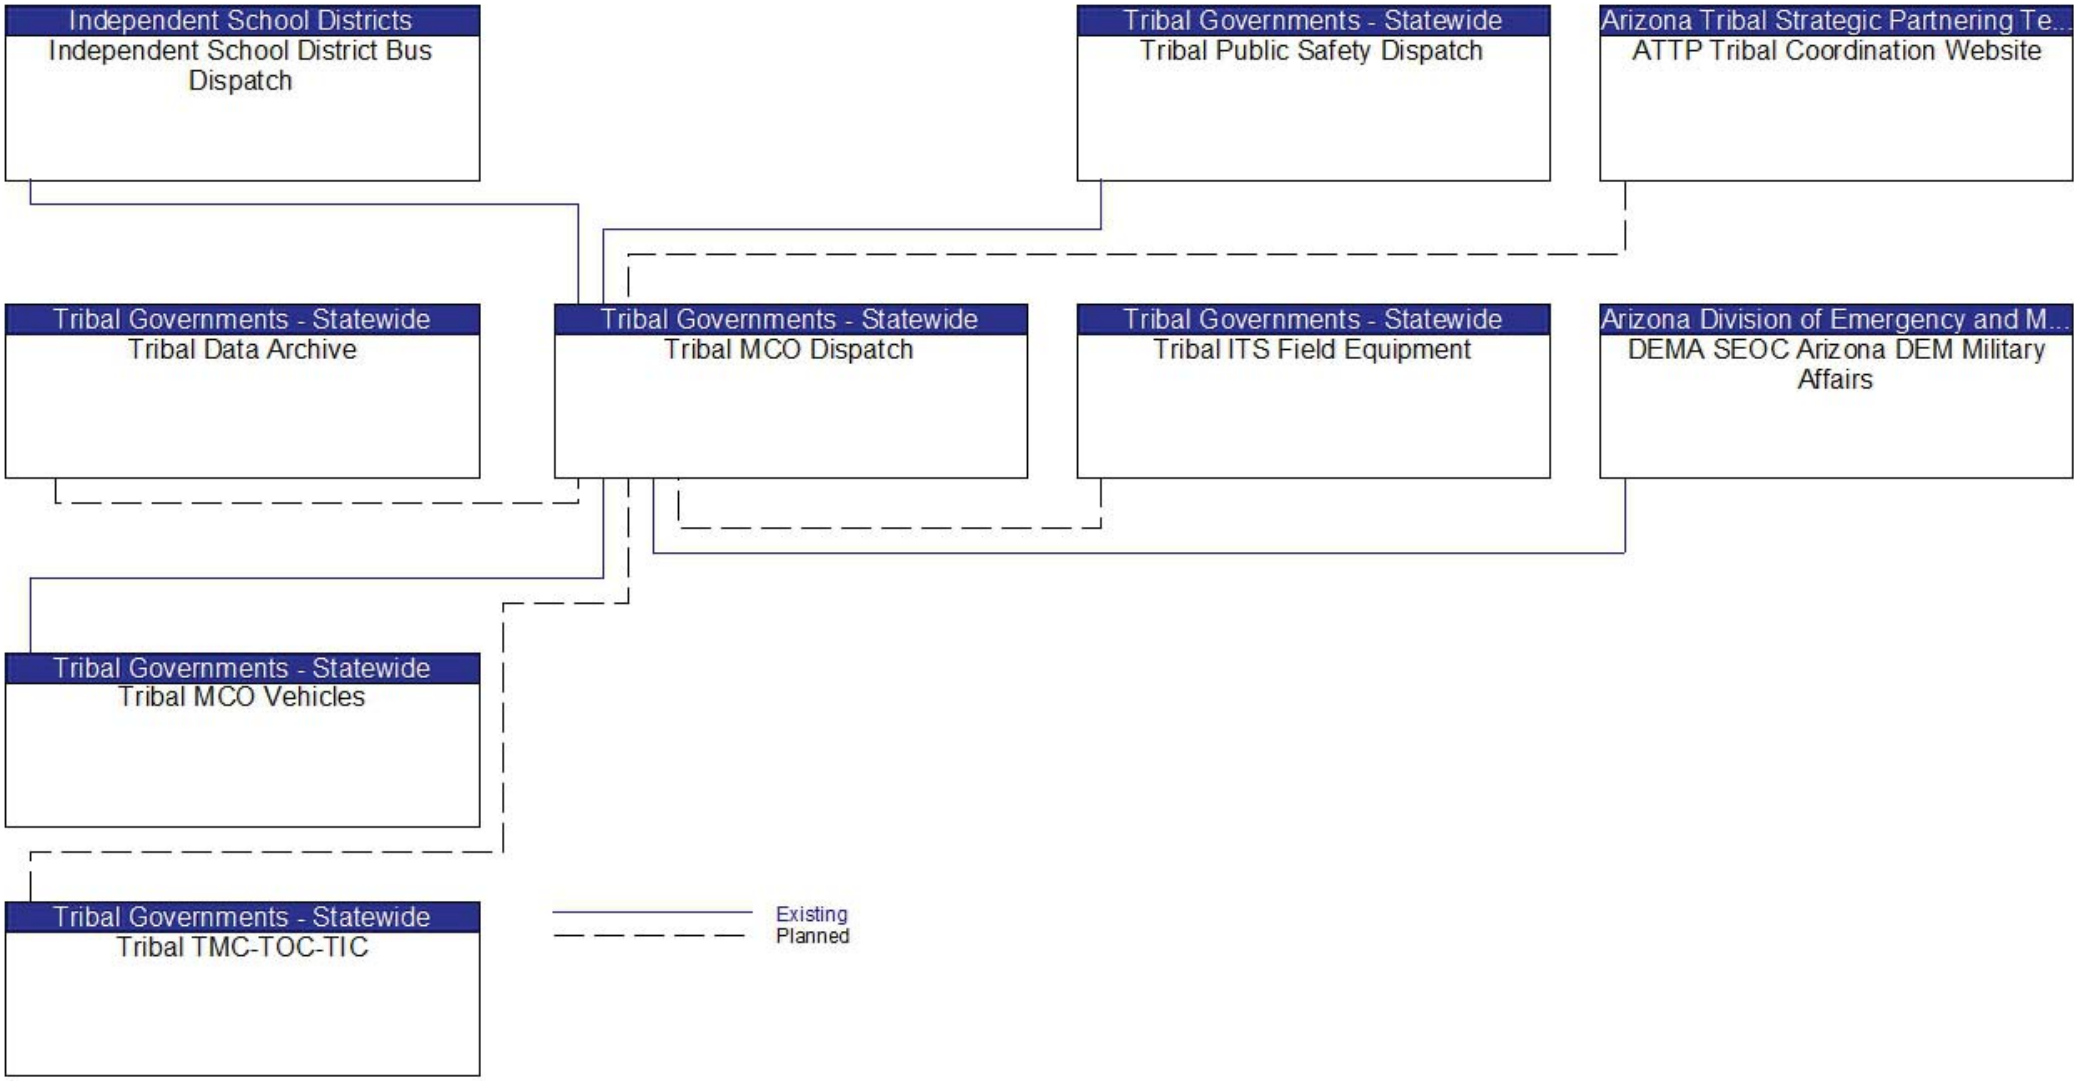 Independent School Districts
Independent School District Bus
Dispatch
Tribal Governments - Statewide
Tribal Public Safety Dispatch
Arizona Tribal Strategic Partnering Te...
ATTP Tribal Coordination Website
Tribal Governments - Statewide
Tribal Data Archive
Tribal Governments - Statewide
Tribal MCO Dispatch
Tribal Governments - Statewide
Tribal ITS Field Equipment
Arizona Division of Emergency and M...
DEMA SEOC Arizona DEM Military
Affairs
Tribal Governments - Statewide
Tribal MCO Vehicles
Tribal Governments - Statewide
Tribal TMC-TOC-TIC
Existing
Planned